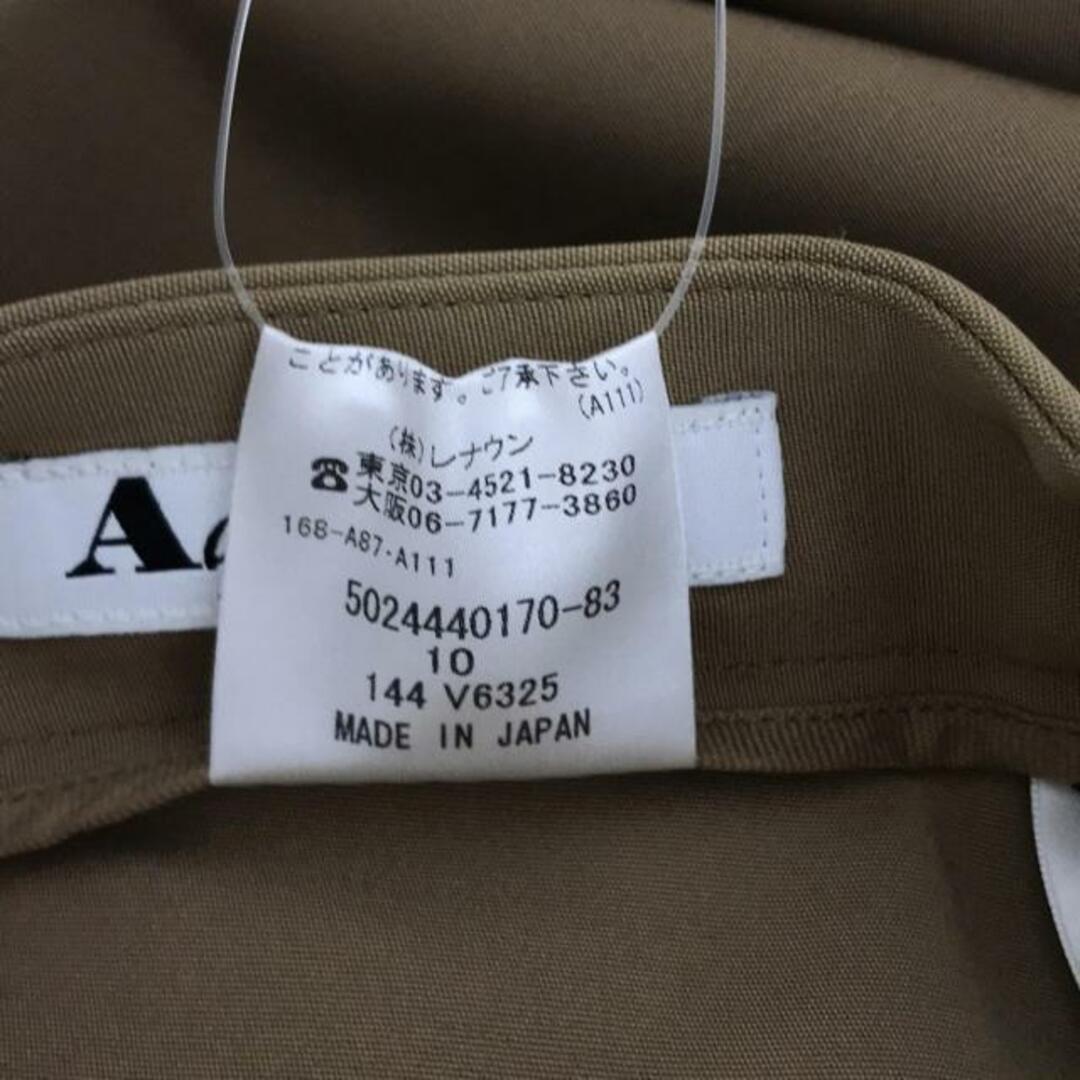 ことがあります。ご了承下さい。
(A111)
(株)レナウン
☎東京03-4521-8230
大阪06-7177-3860
168-A87-A111
5024440170-83
10
144 V6325
MADE IN JAPAN
A